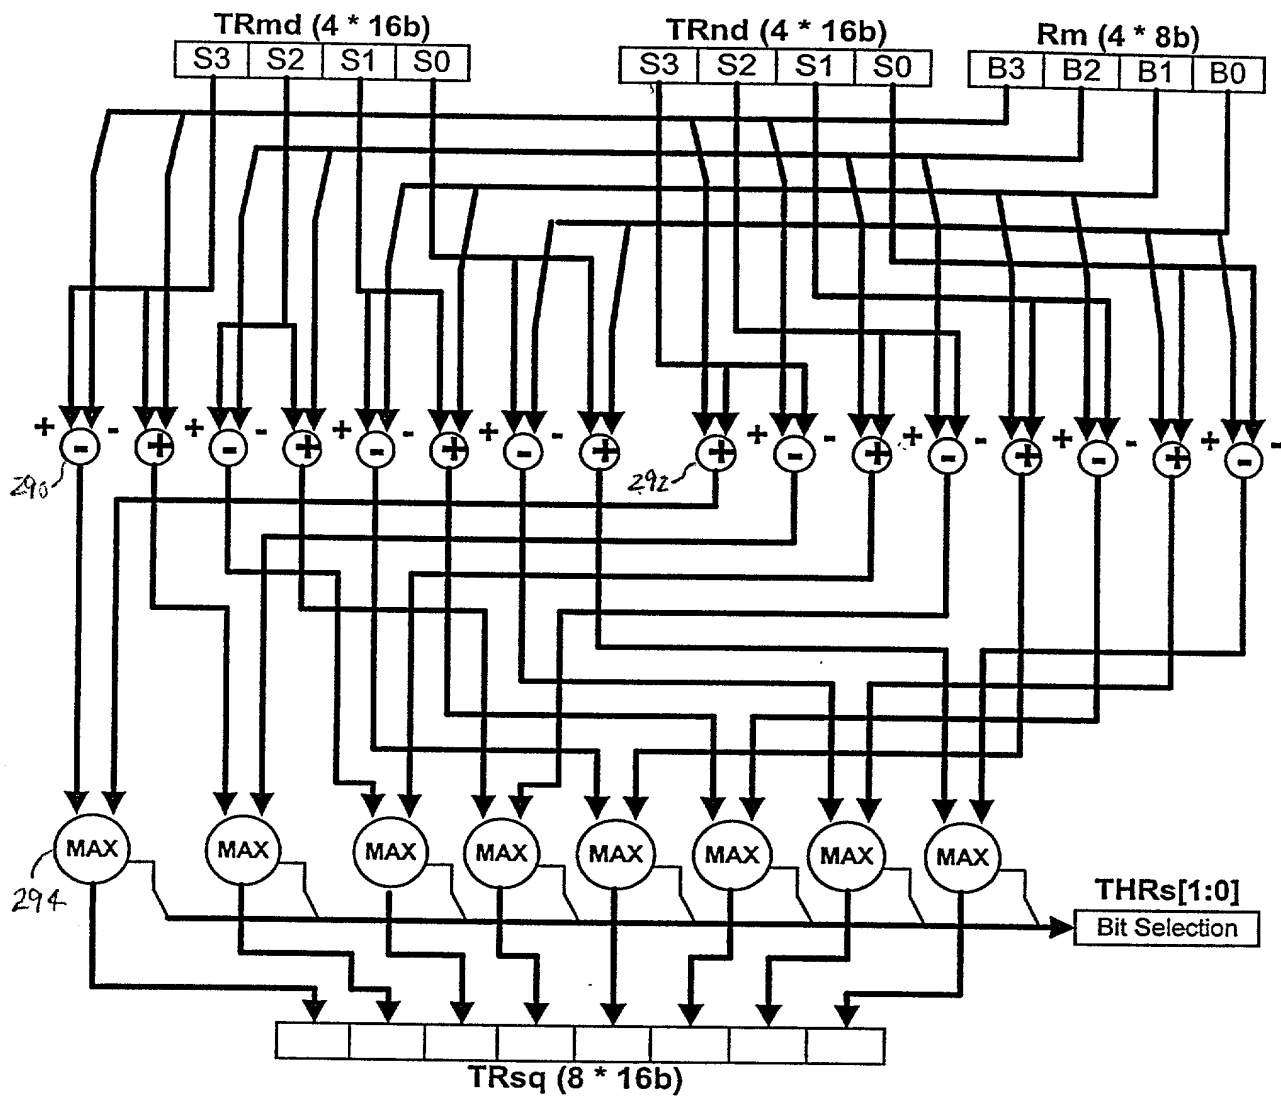 TRmd (4 * 16b) TRnd (4 * 16b) Rm (4 * 8b)
S3 S2 S1 S0 S3 S2 S1 S0 B3 B2 B1 B0
+ - - + + - - + + - - + + - - + + + - - + + - - + + - - + + - -
290 292
MAX MAX MAX MAX MAX MAX MAX MAX
294
THRs[1:0]
Bit Selection
TRsq (8 * 16b)